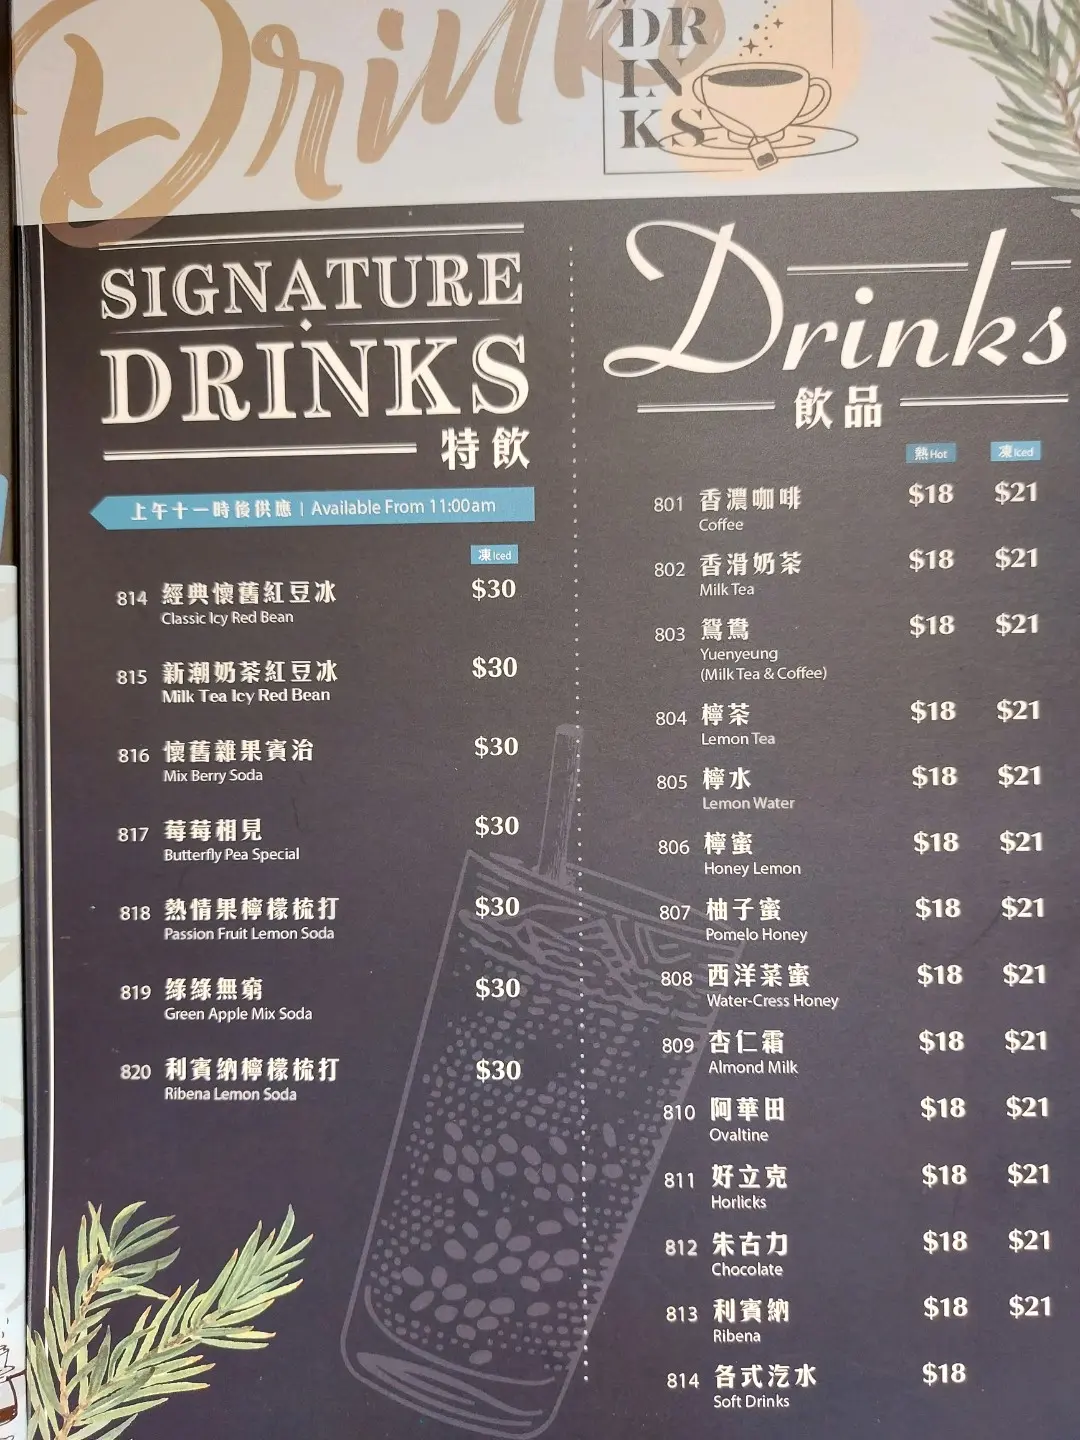 Drinks
DR
IN
KS
SIGNATURE
DRINKS
特飲
上午十一時後供應 | Available From 11:00am
凍 Iced
814 經典懷舊紅豆冰 $30
Classic Icy Red Bean
815 新潮奶茶紅豆冰 $30
Milk Tea Icy Red Bean
816 懷舊雜果賓治 $30
Mix Berry Soda
817 莓莓相見 $30
Butterfly Pea Special
818 熱情果檸檬梳打 $30
Passion Fruit Lemon Soda
819 綠綠無窮 $30
Green Apple Mix Soda
820 利賓納檸檬梳打 $30
Ribena Lemon Soda
Drinks
飲品
熱 Hot 凍 Iced
801 香濃咖啡 $18 $21
Coffee
802 香滑奶茶 $18 $21
Milk Tea
803 鴛鴦 $18 $21
Yuenyeung
(Milk Tea & Coffee)
804 檸茶 $18 $21
Lemon Tea
805 檸水 $18 $21
Lemon Water
806 檸蜜 $18 $21
Honey Lemon
807 柚子蜜 $18 $21
Pomelo Honey
808 西洋菜蜜 $18 $21
Water-Cress Honey
809 杏仁霜 $18 $21
Almond Milk
810 阿華田 $18 $21
Ovaltine
811 好立克 $18 $21
Horlicks
812 朱古力 $18 $21
Chocolate
813 利賓納 $18 $21
Ribena
814 各式汽水 $18
Soft Drinks